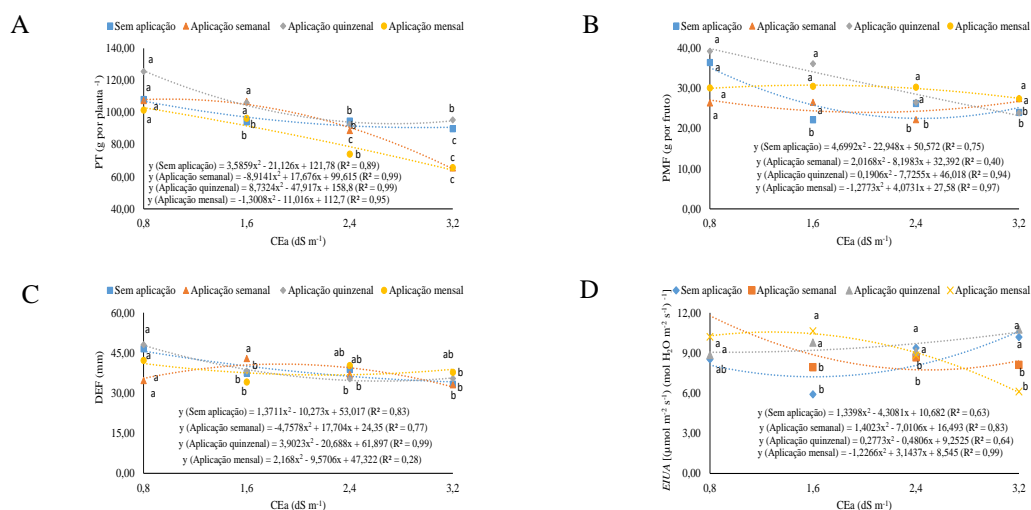 A
Sem aplicação Aplicação semanal Aplicação quinzenal Aplicação mensal
PT (g por planta ⁻¹)
140,00
120,00
100,00
80,00
60,00
40,00
a
a
a
a
a
a
b
b
b
c
c
b
b
c
c
y (Sem aplicação) = 3,5859x² - 21,126x + 121,78 (R² = 0,89)
y (Aplicação semanal) = -8,9141x² + 17,676x + 99,615 (R² = 0,99)
y (Aplicação quinzenal) = 8,7324x² - 47,917x + 158,8 (R² = 0,99)
y (Aplicação mensal) = -1,3008x² - 11,016x + 112,7 (R² = 0,95)
0,8 1,6 2,4 3,2
CEa (dS m⁻¹)
B
Sem aplicação Aplicação semanal Aplicação quinzenal Aplicação mensal
PMF (g por fruto)
40,00
30,00
20,00
10,00
0,00
a
a
a
a
a
a
b
a
a
b
a
b
y (Sem aplicação) = 4,6992x² - 22,948x + 50,572 (R² = 0,75)
y (Aplicação semanal) = 2,0168x² - 8,1983x + 32,392 (R² = 0,40)
y (Aplicação quinzenal) = 0,1906x² - 7,7255x + 46,018 (R² = 0,94)
y (Aplicação mensal) = -1,2773x² + 4,0731x + 27,58 (R² = 0,97)
0,8 1,6 2,4 3,2
CEa (dS m⁻¹)
C
Sem aplicação Aplicação semanal Aplicação quinzenal Aplicação mensal
DEF (mm)
60,00
45,00
30,00
15,00
0,00
a
a
a
a
b
b
ab
b
b
ab
b
b
y (Sem aplicação) = 1,3711x² - 10,273x + 53,017 (R² = 0,83)
y (Aplicação semanal) = -4,7578x² + 17,704x + 24,35 (R² = 0,77)
y (Aplicação quinzenal) = 3,9023x² - 20,688x + 61,897 (R² = 0,99)
y (Aplicação mensal) = 2,168x² - 9,5706x + 47,322 (R² = 0,28)
0,8 1,6 2,4 3,2
CEa (dS m⁻¹)
D
Sem aplicação Aplicação semanal Aplicação quinzenal Aplicação mensal
EIUA [(µmol m⁻² s⁻¹) (mol H₂O m⁻² s⁻¹) ⁻¹]
12,00
9,00
6,00
3,00
0,00
a
ab
a
a
b
b
a
b
b
a
a
b
b
y (Sem aplicação) = 1,3398x² - 4,3081x + 10,682 (R² = 0,63)
y (Aplicação semanal) = 1,4023x² - 7,0106x + 16,493 (R² = 0,83)
y (Aplicação quinzenal) = 0,2773x² - 0,4806x + 9,2525 (R² = 0,64)
y (Aplicação mensal) = -1,2266x² + 3,1437x + 8,545 (R² = 0,99)
0,8 1,6 2,4 3,2
CEa (dS m⁻¹)